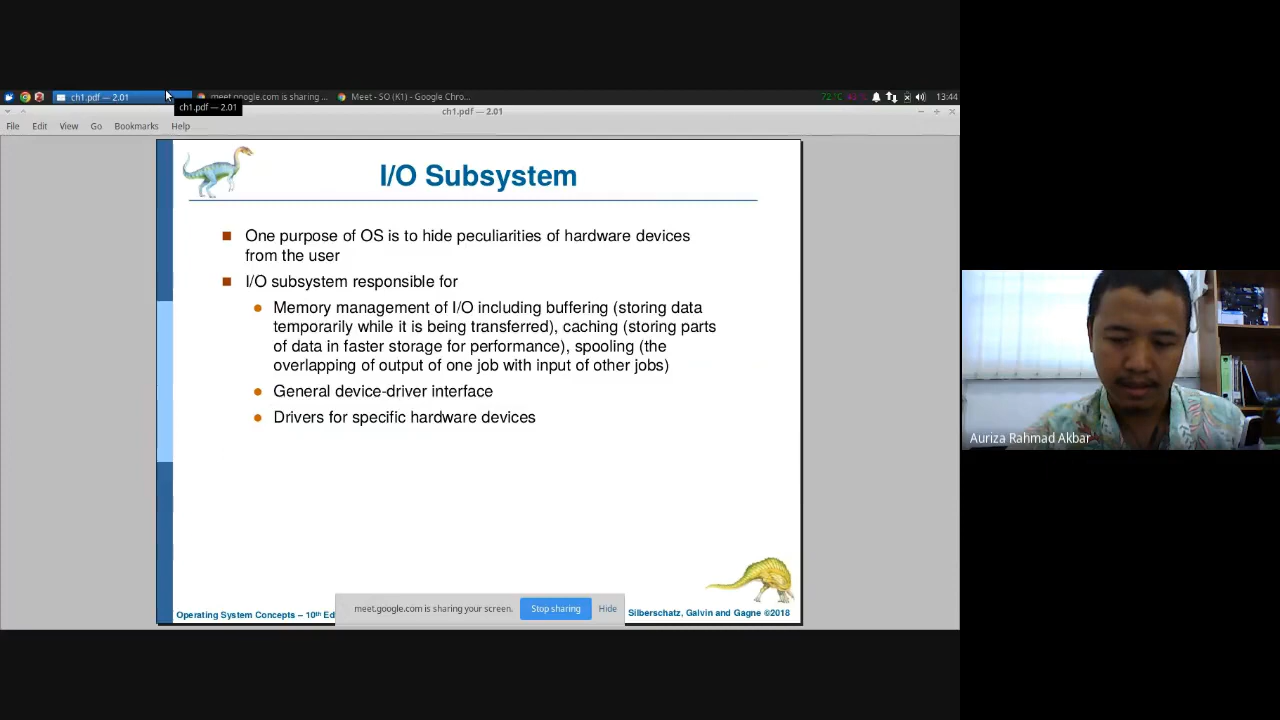 ch1.pdf — 2.01
meet.google.com is sharing ...
Meet - SO (K1) - Google Chro...
72°C
13:44
ch1.pdf — 2.01
ch1.pdf — 2.01
File Edit View Go Bookmarks Help
I/O Subsystem
One purpose of OS is to hide peculiarities of hardware devices
from the user
I/O subsystem responsible for
Memory management of I/O including buffering (storing data
temporarily while it is being transferred), caching (storing parts
of data in faster storage for performance), spooling (the
overlapping of output of one job with input of other jobs)
General device-driver interface
Drivers for specific hardware devices
Auriza Rahmad Akbar
meet.google.com is sharing your screen. Stop sharing Hide
Operating System Concepts – 10th Ed
Silberschatz, Galvin and Gagne ©2018